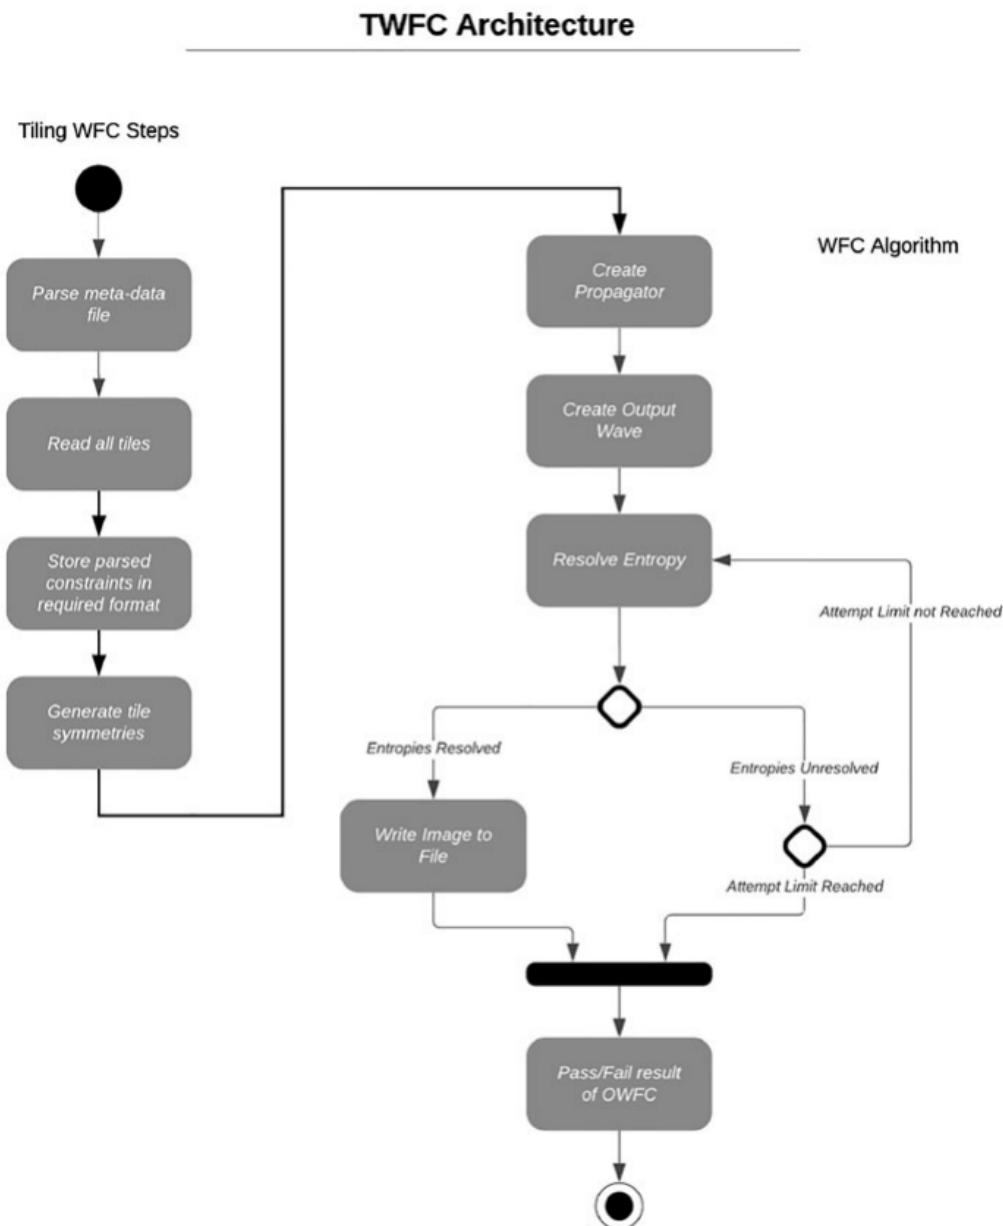 TWFC Architecture
Tiling WFC Steps
Parse meta-data
file
Read all tiles
Store parsed
constraints in
required format
Generate tile
symmetries
WFC Algorithm
Create
Propagator
Create Output
Wave
Resolve Entropy
Attempt Limit not Reached
Entropies Resolved
Entropies Unresolved
Write Image to
File
Attempt Limit Reached
Pass/Fail result
of OWFC